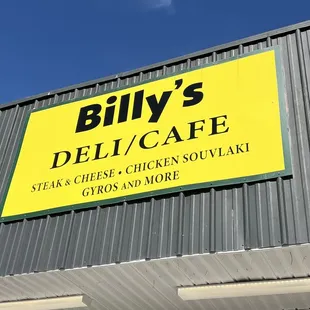 Billy's
DELI/CAFE
STEAK & CHEESE • CHICKEN SOUVLAKI
GYROS AND MORE